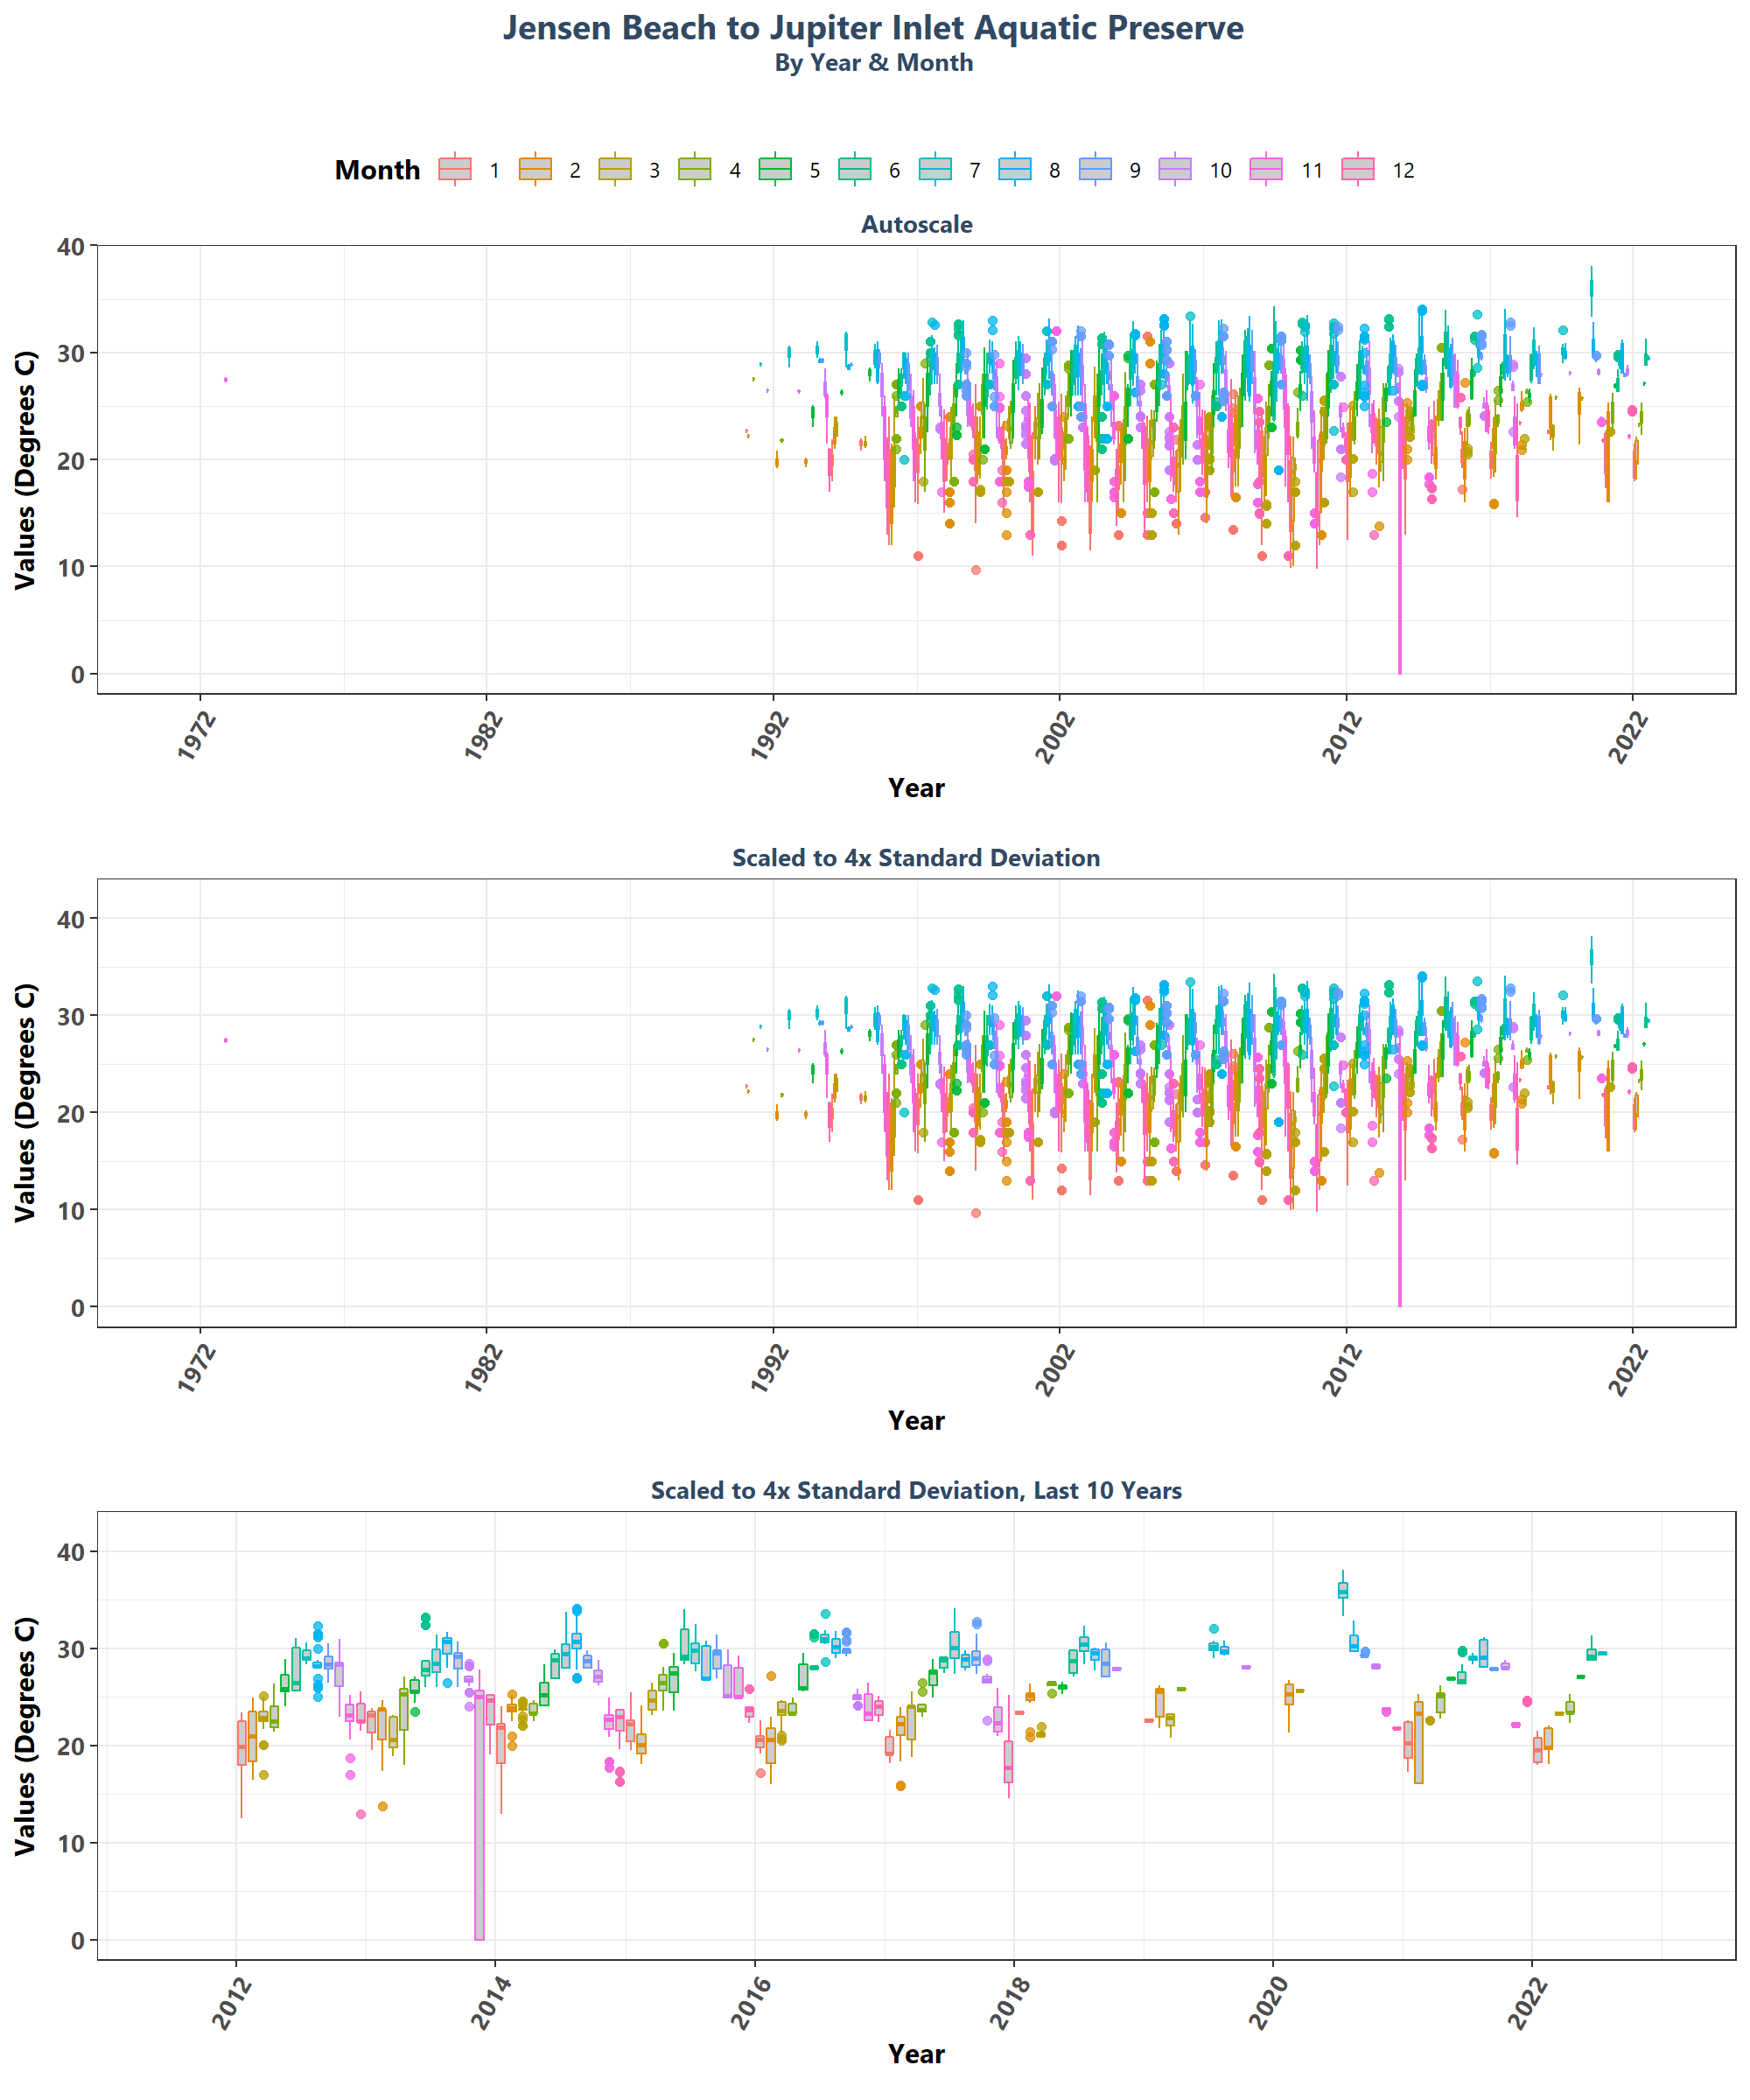 Jensen Beach to Jupiter Inlet Aquatic Preserve
By Year & Month
Month 1 2 3 4 5 6 7 8 9 10 11 12
Autoscale
Values (Degrees C)
40
30
20
10
0
1972 1982 1992 2002 2012 2022
Year
Scaled to 4x Standard Deviation
Values (Degrees C)
40
30
20
10
0
1972 1982 1992 2002 2012 2022
Year
Scaled to 4x Standard Deviation, Last 10 Years
Values (Degrees C)
40
30
20
10
0
2012 2014 2016 2018 2020 2022
Year